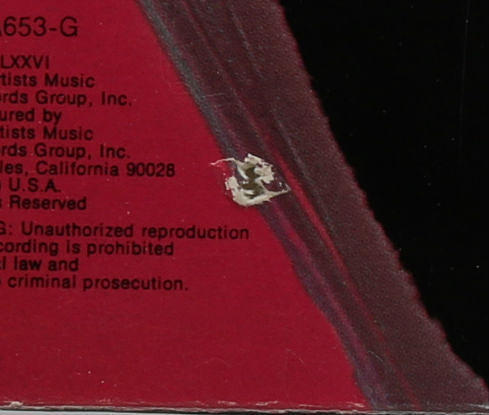 653-G
LXXVI
tists Music
rds Group, Inc.
ured by
tists Music
rds Group, Inc.
les, California 90028
U.S.A.
s Reserved
G: Unauthorized reproduction
cording is prohibited
l law and
criminal prosecution.